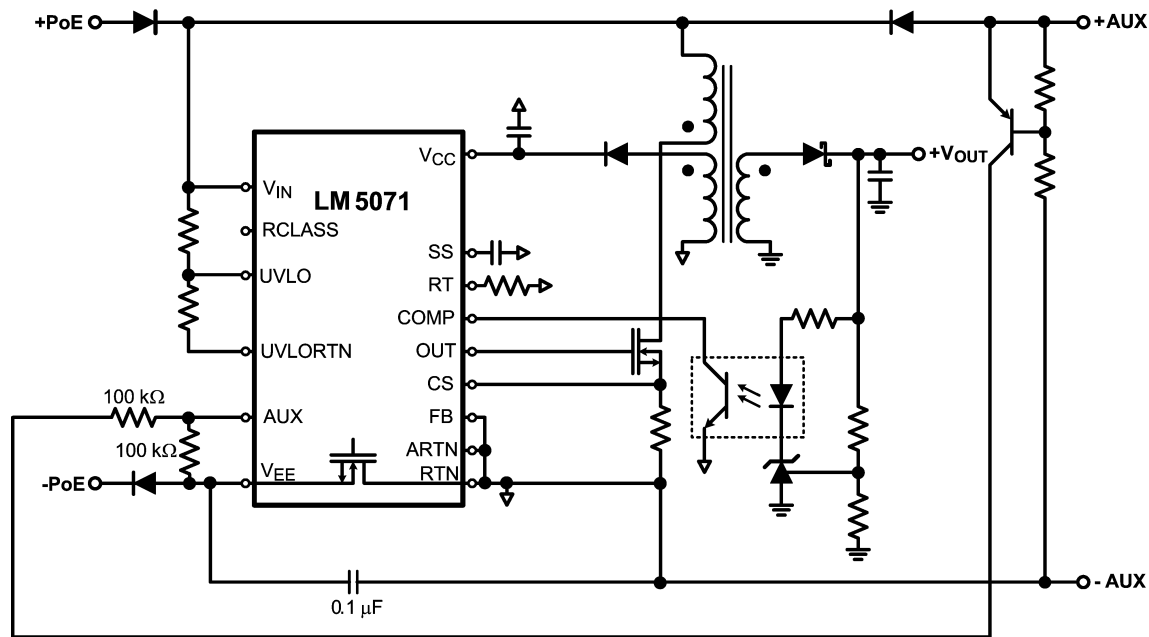 +PoE
+AUX
VCC
+VOUT
VIN
LM 5071
RCLASS
SS
UVLO
RT
COMP
UVLORTN
OUT
CS
100 kΩ
AUX
FB
100 kΩ
ARTN
VEE
RTN
-PoE
- AUX
0.1 μF